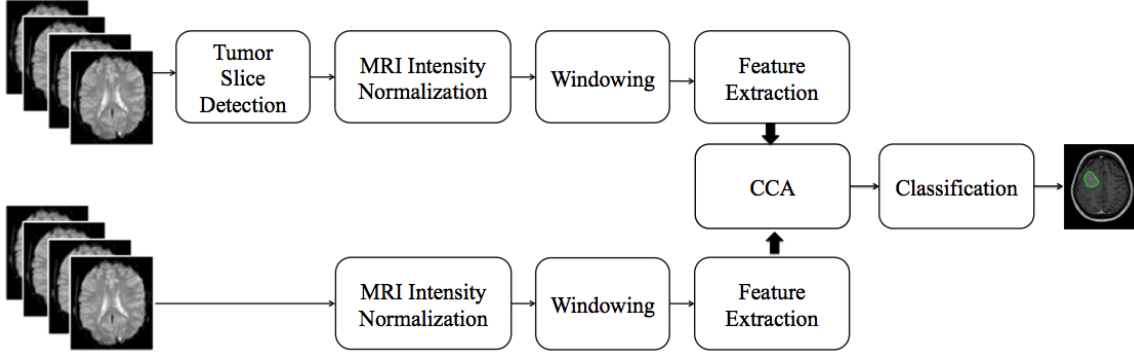 Tumor
Slice
Detection
MRI Intensity
Normalization
Windowing
Feature
Extraction
CCA
Classification
MRI Intensity
Normalization
Windowing
Feature
Extraction